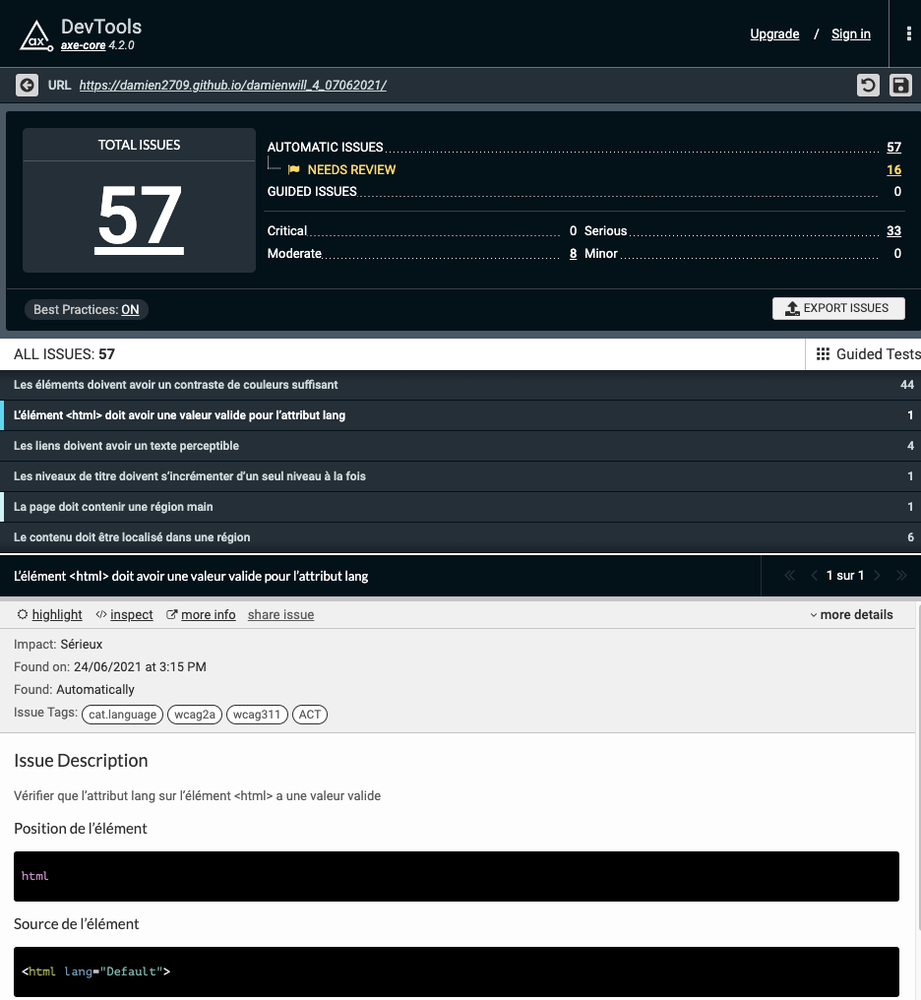 DevTools
axe-core 4.2.0
Upgrade / Sign in
URL https://damien2709.github.io/damienwill_4_07062021/
TOTAL ISSUES
57
AUTOMATIC ISSUES 57
NEEDS REVIEW 16
GUIDED ISSUES 0
Critical 0 Serious 33
Moderate 8 Minor 0
Best Practices: ON
EXPORT ISSUES
ALL ISSUES: 57
Guided Tests
Les éléments doivent avoir un contraste de couleurs suffisant 44
L’élément <html> doit avoir une valeur valide pour l’attribut lang 1
Les liens doivent avoir un texte perceptible 4
Les niveaux de titre doivent s’incrémenter d’un seul niveau à la fois 1
La page doit contenir une région main 1
Le contenu doit être localisé dans une région 6
L’élément <html> doit avoir une valeur valide pour l’attribut lang
1 sur 1
highlight </> inspect more info share issue
more details
Impact: Sérieux
Found on: 24/06/2021 at 3:15 PM
Found: Automatically
Issue Tags: cat.language wcag2a wcag311 ACT
Issue Description
Vérifier que l’attribut lang sur l’élément <html> a une valeur valide
Position de l’élément
html
Source de l’élément
<html lang="Default">